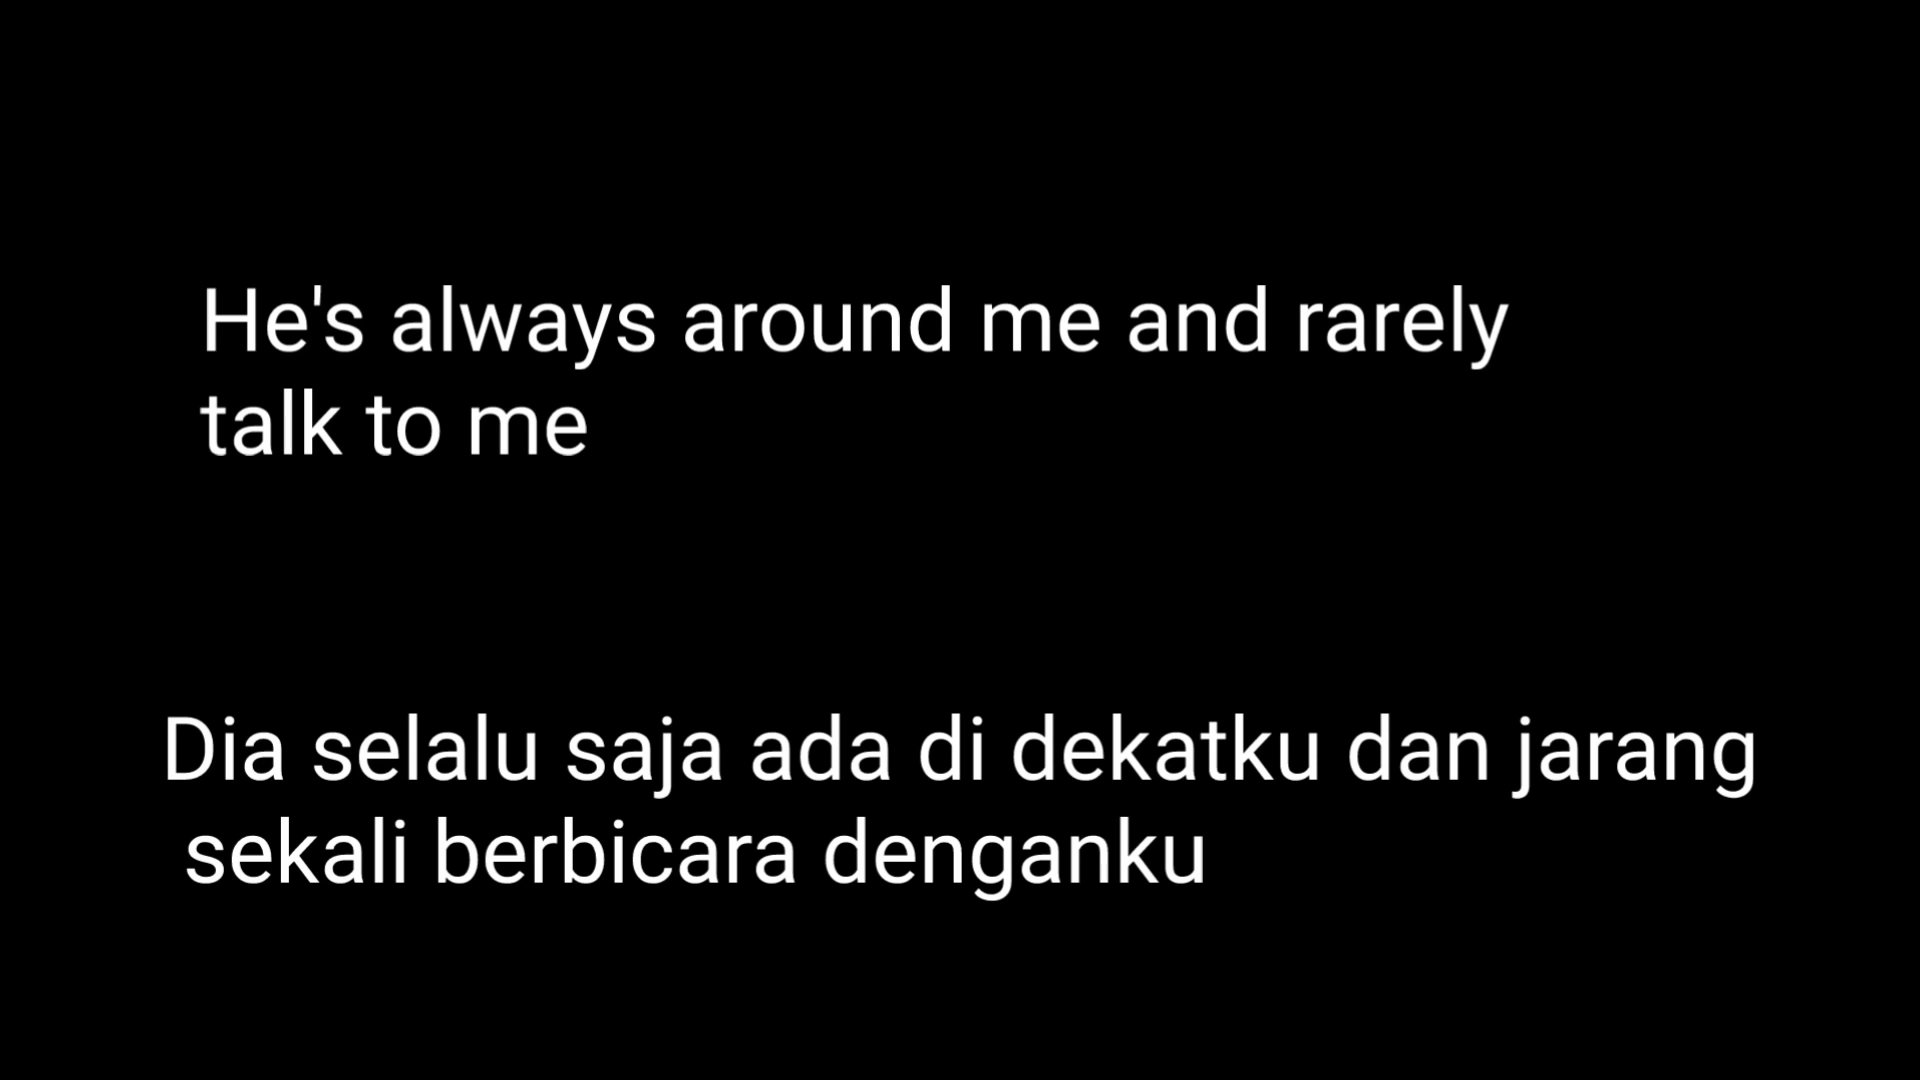 He's always around me and rarely
talk to me
Dia selalu saja ada di dekatku dan jarang
sekali berbicara denganku